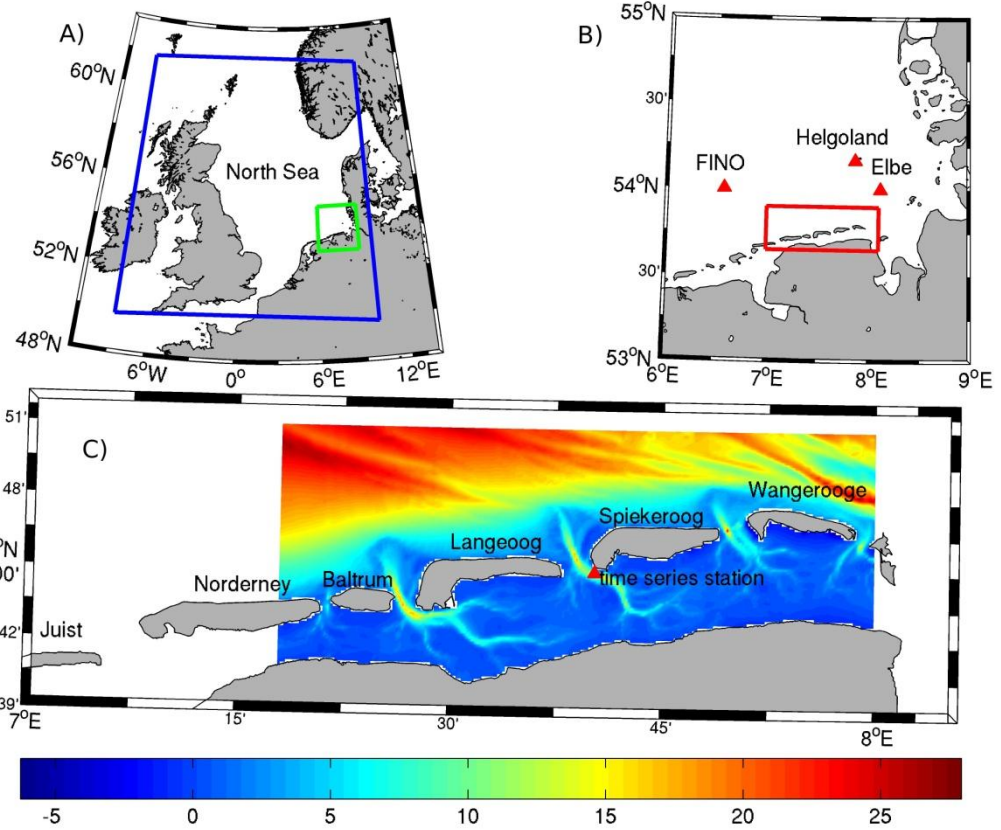 A)
60°N
56°N
52°N
48°N
6°W
0°
6°E
12°E
North Sea
B)
55°N
30'
54°N
30'
53°N
6°E
7°E
8°E
9°E
Helgoland
FINO
Elbe
C)
51'
48'
°N
00'
42'
39'
7°E
15'
30'
45'
8°E
Wangerooge
Spiekeroog
Langeoog
time series station
Norderney
Baltrum
Juist
-5
0
5
10
15
20
25